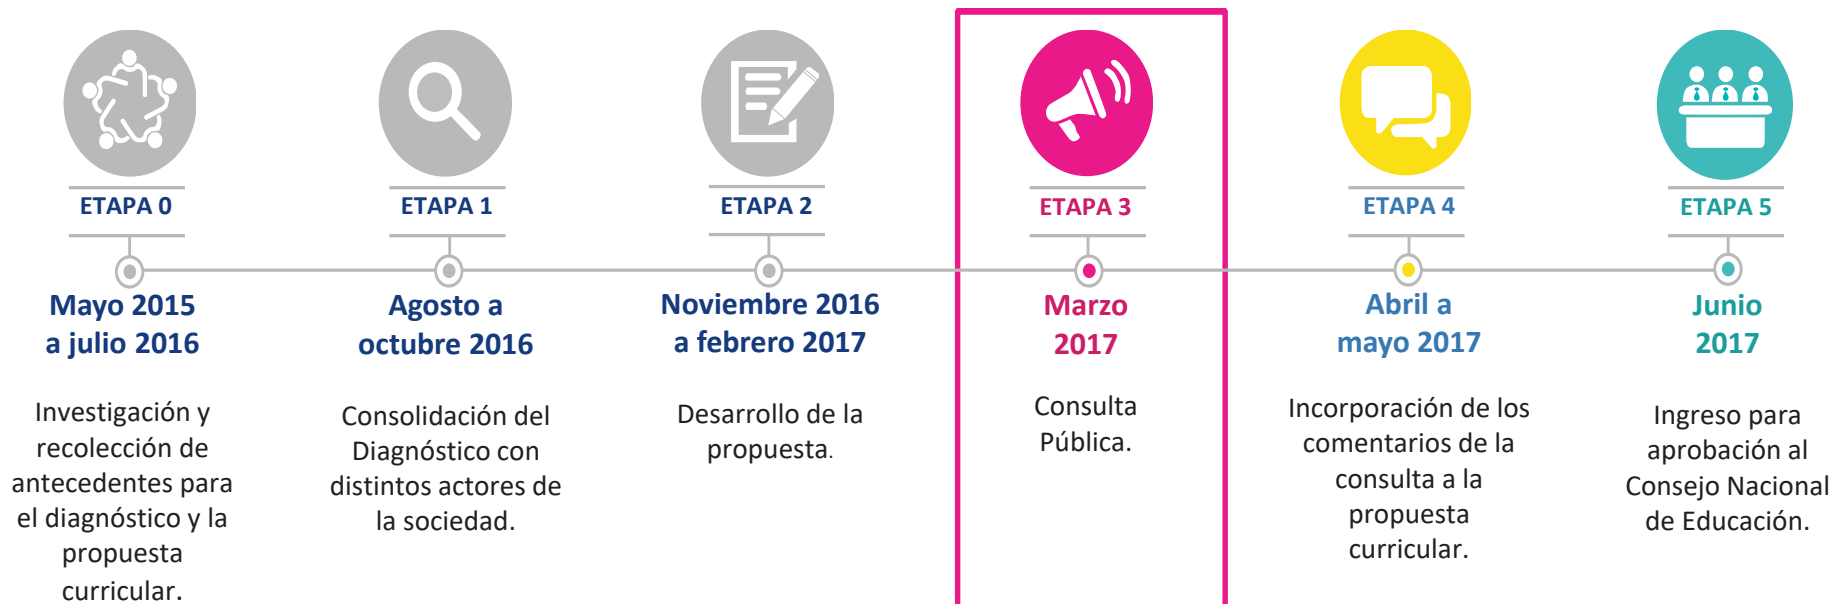 ETAPA 0
Mayo 2015
a julio 2016
Investigación y
recolección de
antecedentes para
el diagnóstico y la
propuesta
curricular.
ETAPA 1
Agosto a
octubre 2016
Consolidación del
Diagnóstico con
distintos actores de
la sociedad.
ETAPA 2
Noviembre 2016
a febrero 2017
Desarrollo de la
propuesta.
ETAPA 3
Marzo
2017
Consulta
Pública.
ETAPA 4
Abril a
mayo 2017
Incorporación de los
comentarios de la
consulta a la
propuesta
curricular.
ETAPA 5
Junio
2017
Ingreso para
aprobación al
Consejo Nacional
de Educación.